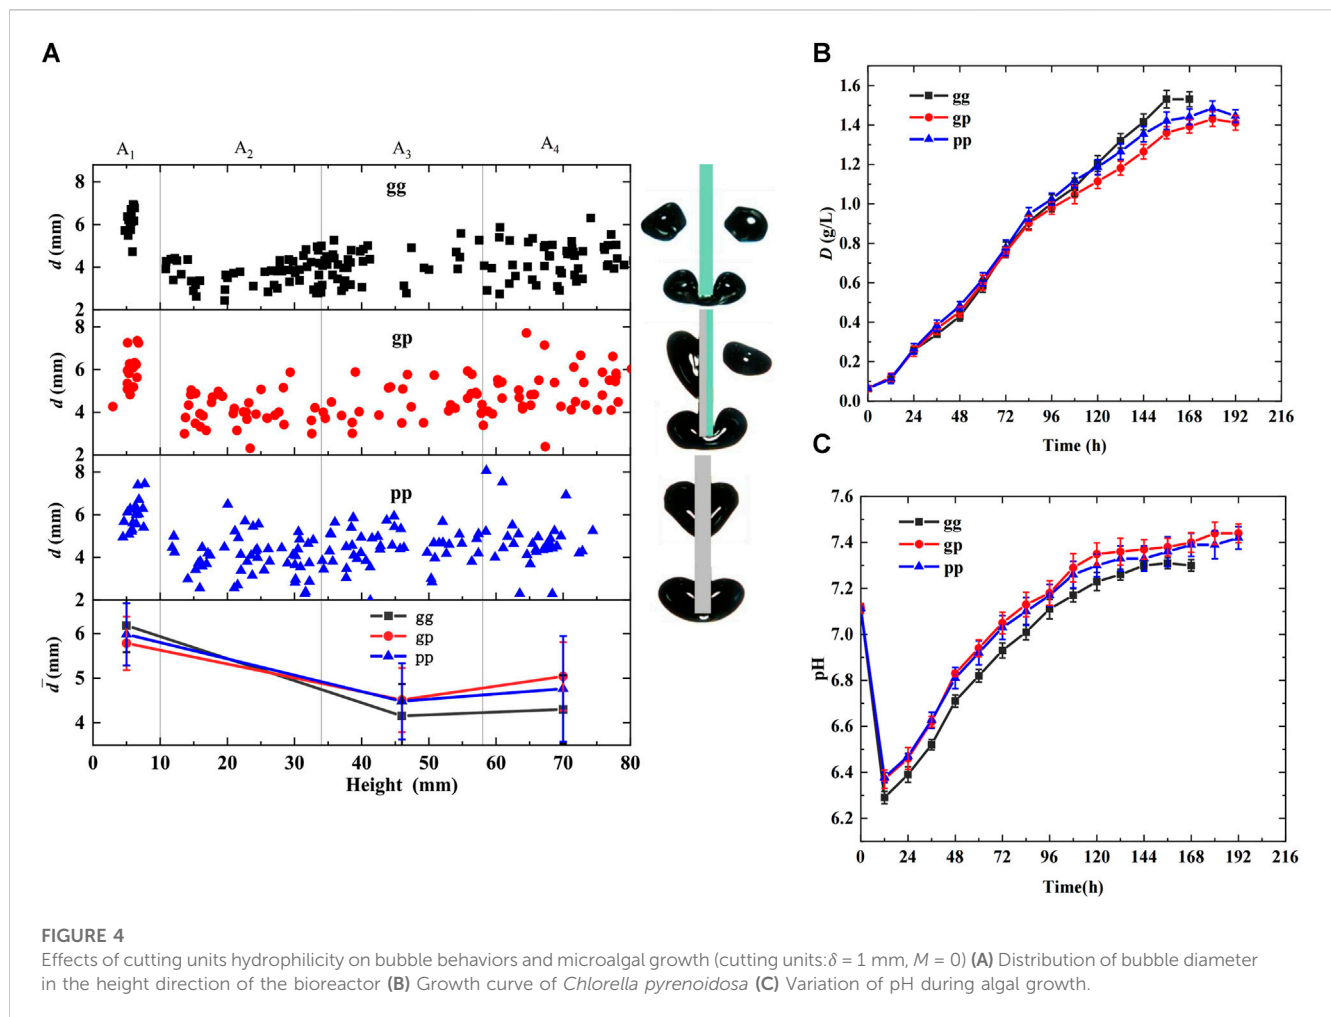 A
A1
A2
A3
A4
8
6
4
2
d (mm)
gg
8
6
4
2
d (mm)
gp
8
6
4
2
d (mm)
pp
6
5
4
d̄ (mm)
gg
gp
pp
0 10 20 30 40 50 60 70 80
Height (mm)
B
1.6
1.4
1.2
1.0
0.8
0.6
0.4
0.2
0.0
D (g/L)
gg
gp
pp
0 24 48 72 96 120 144 168 192 216
Time (h)
C
7.6
7.4
7.2
7.0
6.8
6.6
6.4
6.2
pH
gg
gp
pp
0 24 48 72 96 120 144 168 192 216
Time(h)
FIGURE 4
Effects of cutting units hydrophilicity on bubble behaviors and microalgal growth (cutting units:δ = 1 mm, M = 0) (A) Distribution of bubble diameter
in the height direction of the bioreactor (B) Growth curve of Chlorella pyrenoidosa (C) Variation of pH during algal growth.